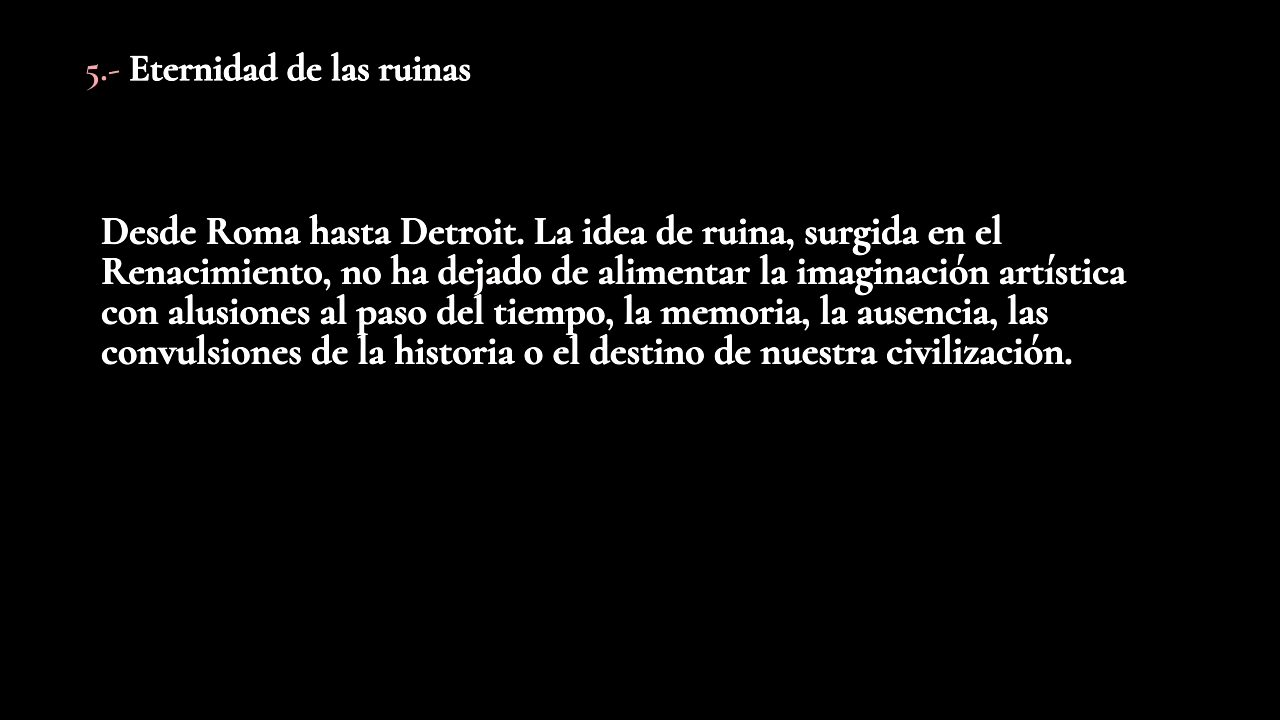 5.- Eternidad de las ruinas
Desde Roma hasta Detroit. La idea de ruina, surgida en el
Renacimiento, no ha dejado de alimentar la imaginación artística
con alusiones al paso del tiempo, la memoria, la ausencia, las
convulsiones de la historia o el destino de nuestra civilización.